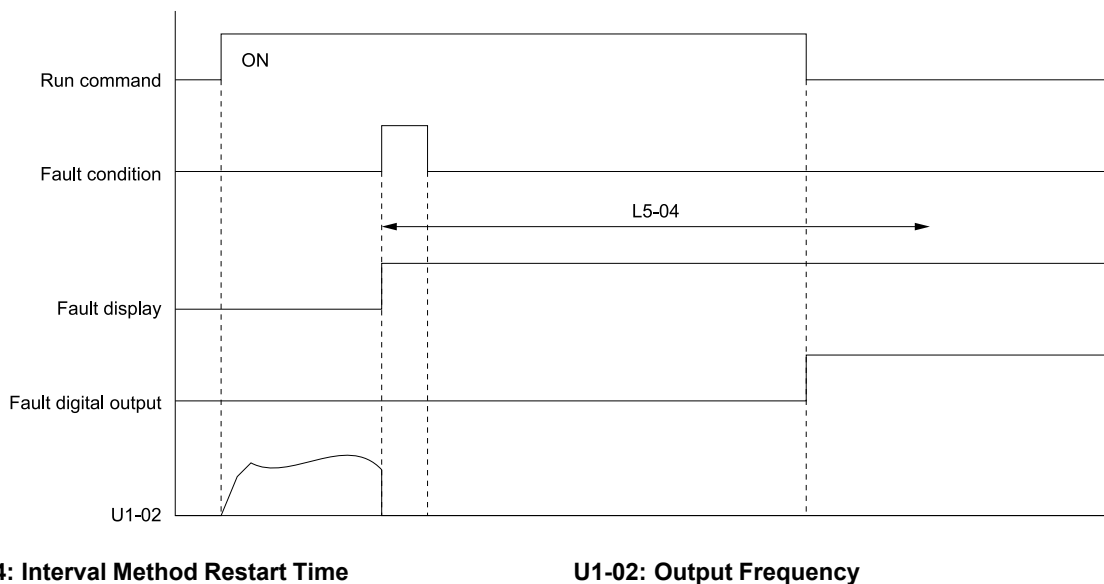 Run command
ON
Fault condition
L5-04
Fault display
Fault digital output
U1-02
4: Interval Method Restart Time
U1-02: Output Frequency